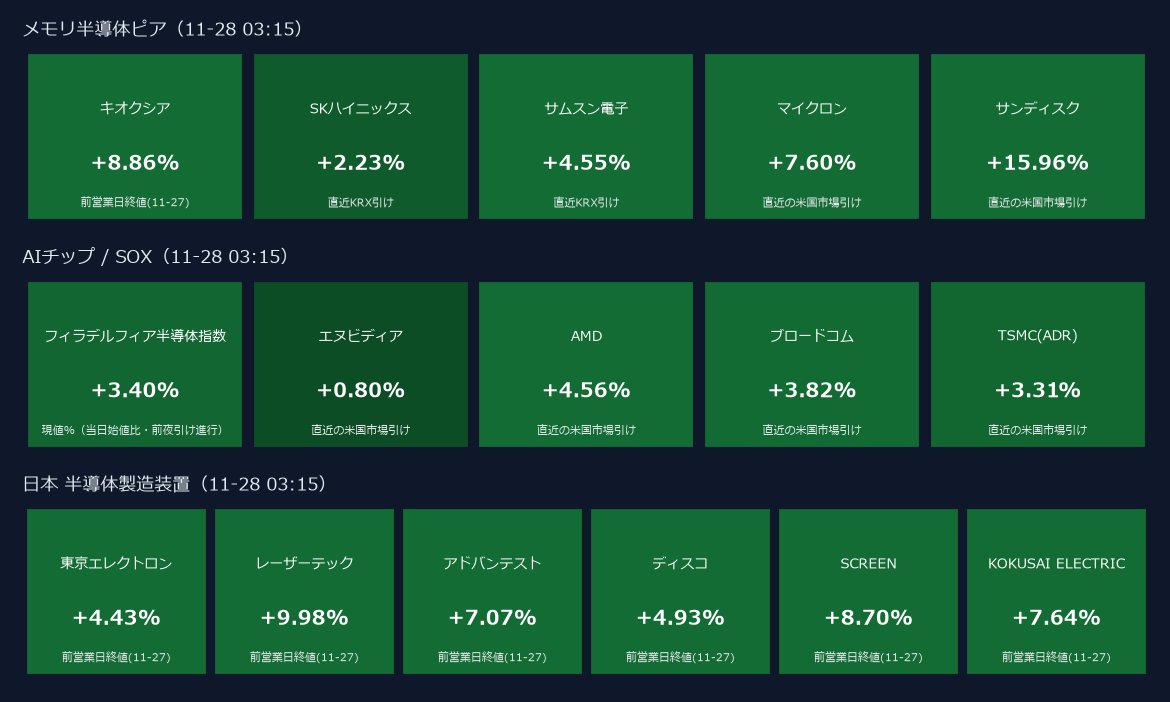 メモリ半導体ピア（11-28 03:15）
キオクシア
+8.86%
前営業日終値(11-27)
SKハイニックス
+2.23%
直近KRX引け
サムスン電子
+4.55%
直近KRX引け
マイクロン
+7.60%
直近の米国市場引け
サンディスク
+15.96%
直近の米国市場引け
AIチップ / SOX（11-28 03:15）
フィラデルフィア半導体指数
+3.40%
現値%（当日始値比・前夜引け進行）
エヌビディア
+0.80%
直近の米国市場引け
AMD
+4.56%
直近の米国市場引け
ブロードコム
+3.82%
直近の米国市場引け
TSMC(ADR)
+3.31%
直近の米国市場引け
日本 半導体製造装置（11-28 03:15）
東京エレクトロン
+4.43%
前営業日終値(11-27)
レーザーテック
+9.98%
前営業日終値(11-27)
アドバンテスト
+7.07%
前営業日終値(11-27)
ディスコ
+4.93%
前営業日終値(11-27)
SCREEN
+8.70%
前営業日終値(11-27)
KOKUSAI ELECTRIC
+7.64%
前営業日終値(11-27)